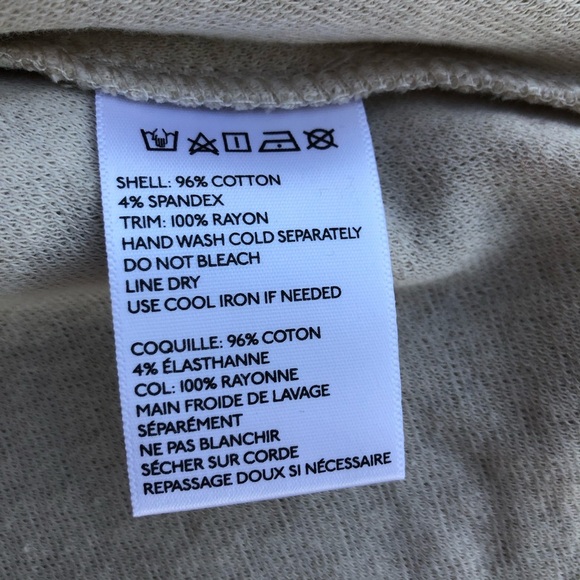 SHELL: 96% COTTON
4% SPANDEX
TRIM: 100% RAYON
HAND WASH COLD SEPARATELY
DO NOT BLEACH
LINE DRY
USE COOL IRON IF NEEDED
COQUILLE: 96% COTON
4% ÉLASTHANNE
COL: 100% RAYONNE
MAIN FROIDE DE LAVAGE
SÉPARÉMENT
NE PAS BLANCHIR
SÉCHER SUR CORDE
REPASSAGE DOUX SI NÉCESSAIRE